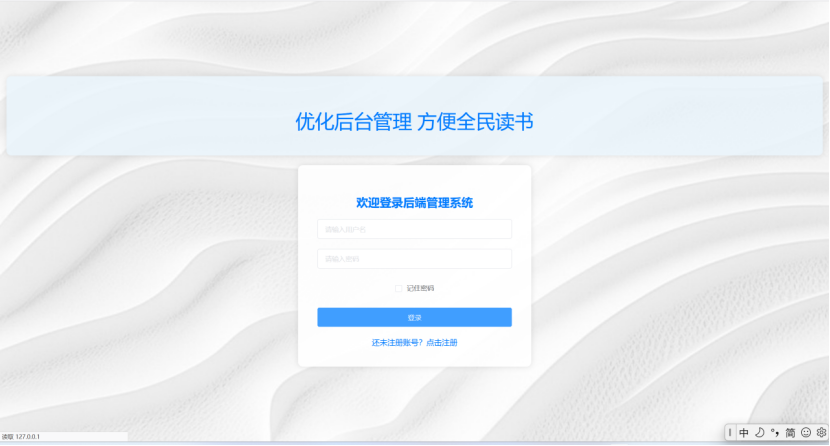 优化后台管理 方便全民读书
欢迎登录后端管理系统
请输入用户名
请输入密码
记住密码
登录
还未注册账号？点击注册
读取 127.0.0.1
中 简